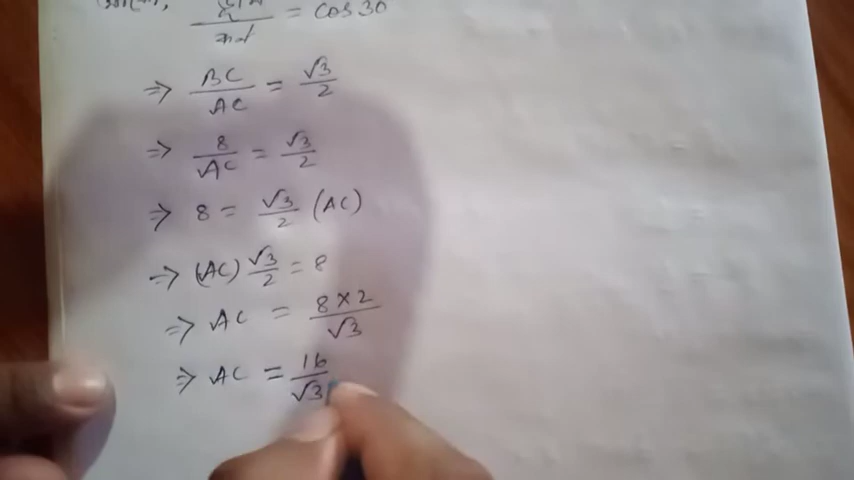 = cos 30
⇒ BC/AC = √3/2
⇒ 8/AC = √3/2
⇒ 8 = √3/2 (AC)
⇒ (AC) √3/2 = 8
⇒ AC = 8×2/√3
⇒ AC = 16/√3